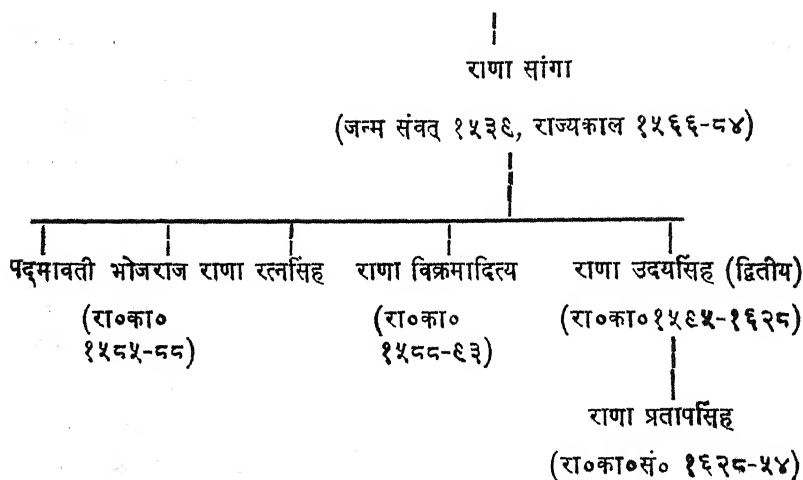 राणा सांगा
(जन्म संवत् १५३९, राज्यकाल १५६६-८४)
पद्मावती भोजराज राणा रत्नसिंह राणा विक्रमादित्य राणा उदयसिंह (द्वितीय)
(रा०का० (रा०का० (रा०का०१५९५-१६२८)
१५८५-८८) १५८८-९३)
राणा प्रतापसिंह
(रा०का०सं० १६२८-५४)